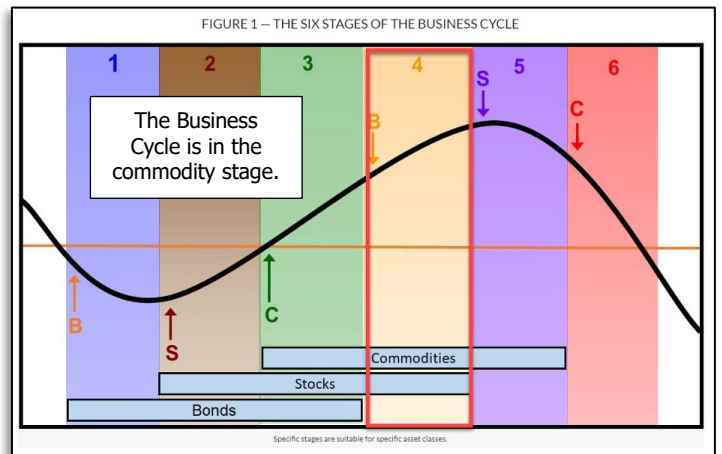 FIGURE 1 — THE SIX STAGES OF THE BUSINESS CYCLE
1 2 3 4 5 6
The Business
Cycle is in the
commodity stage.
S
B
C
B
C
S
Commodities
Stocks
Bonds
Specific stages are suitable for specific asset classes.